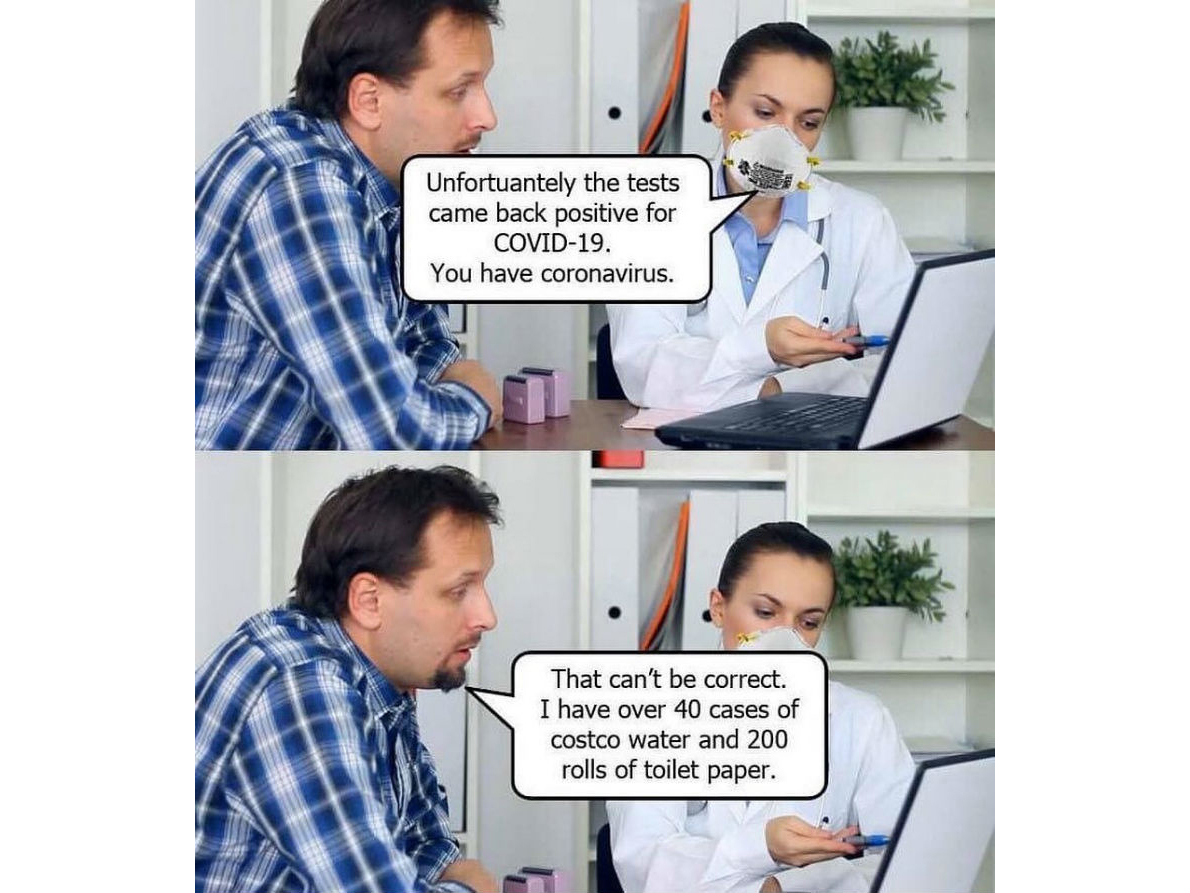 Unfortuantely the tests
came back positive for
COVID-19.
You have coronavirus.
That can't be correct.
I have over 40 cases of
costco water and 200
rolls of toilet paper.